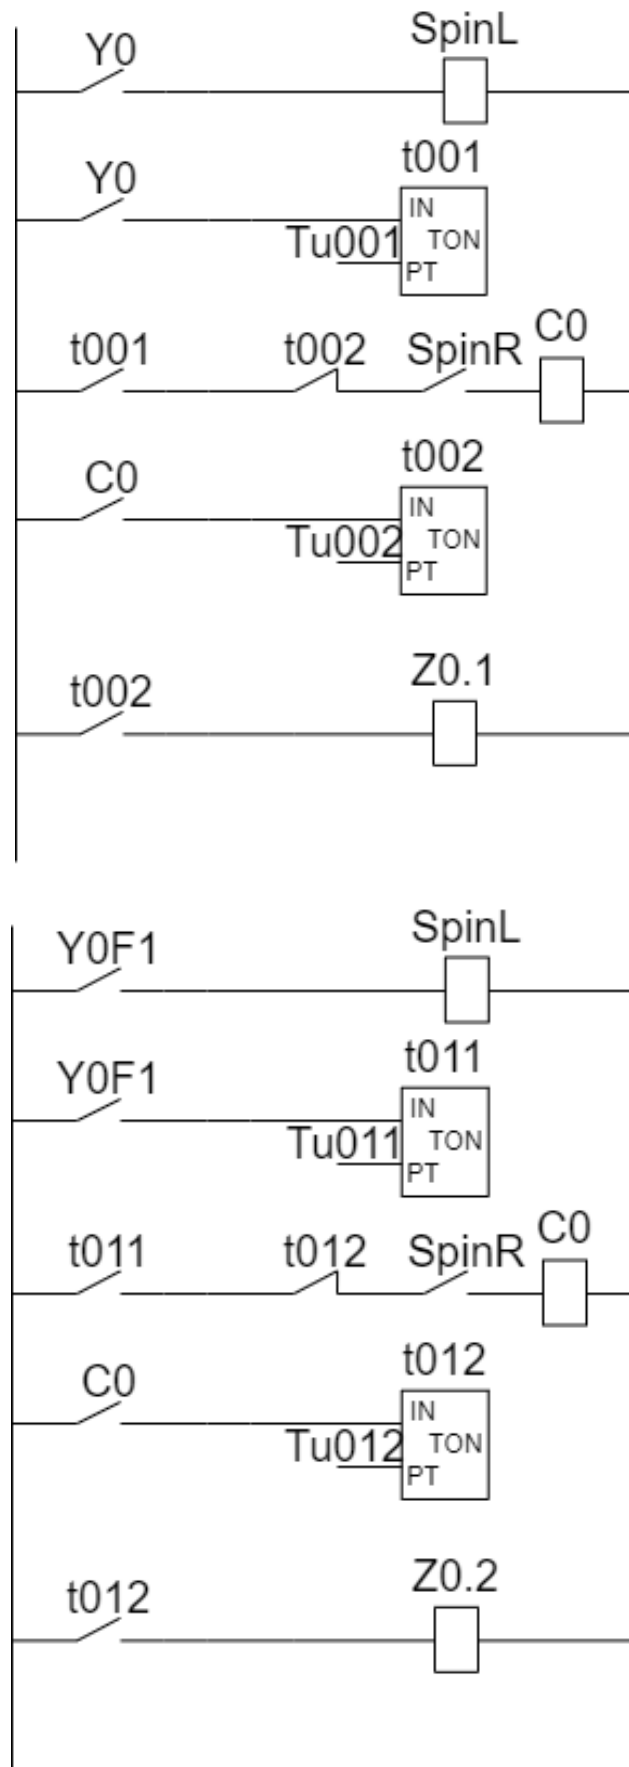 Y0 SpinL
Y0 t001
IN
Tu001 TON
PT
t001 t002 SpinR C0
C0 t002
IN
Tu002 TON
PT
t002 Z0.1
Y0F1 SpinL
Y0F1 t011
IN
Tu011 TON
PT
t011 t012 SpinR C0
C0 t012
IN
Tu012 TON
PT
t012 Z0.2